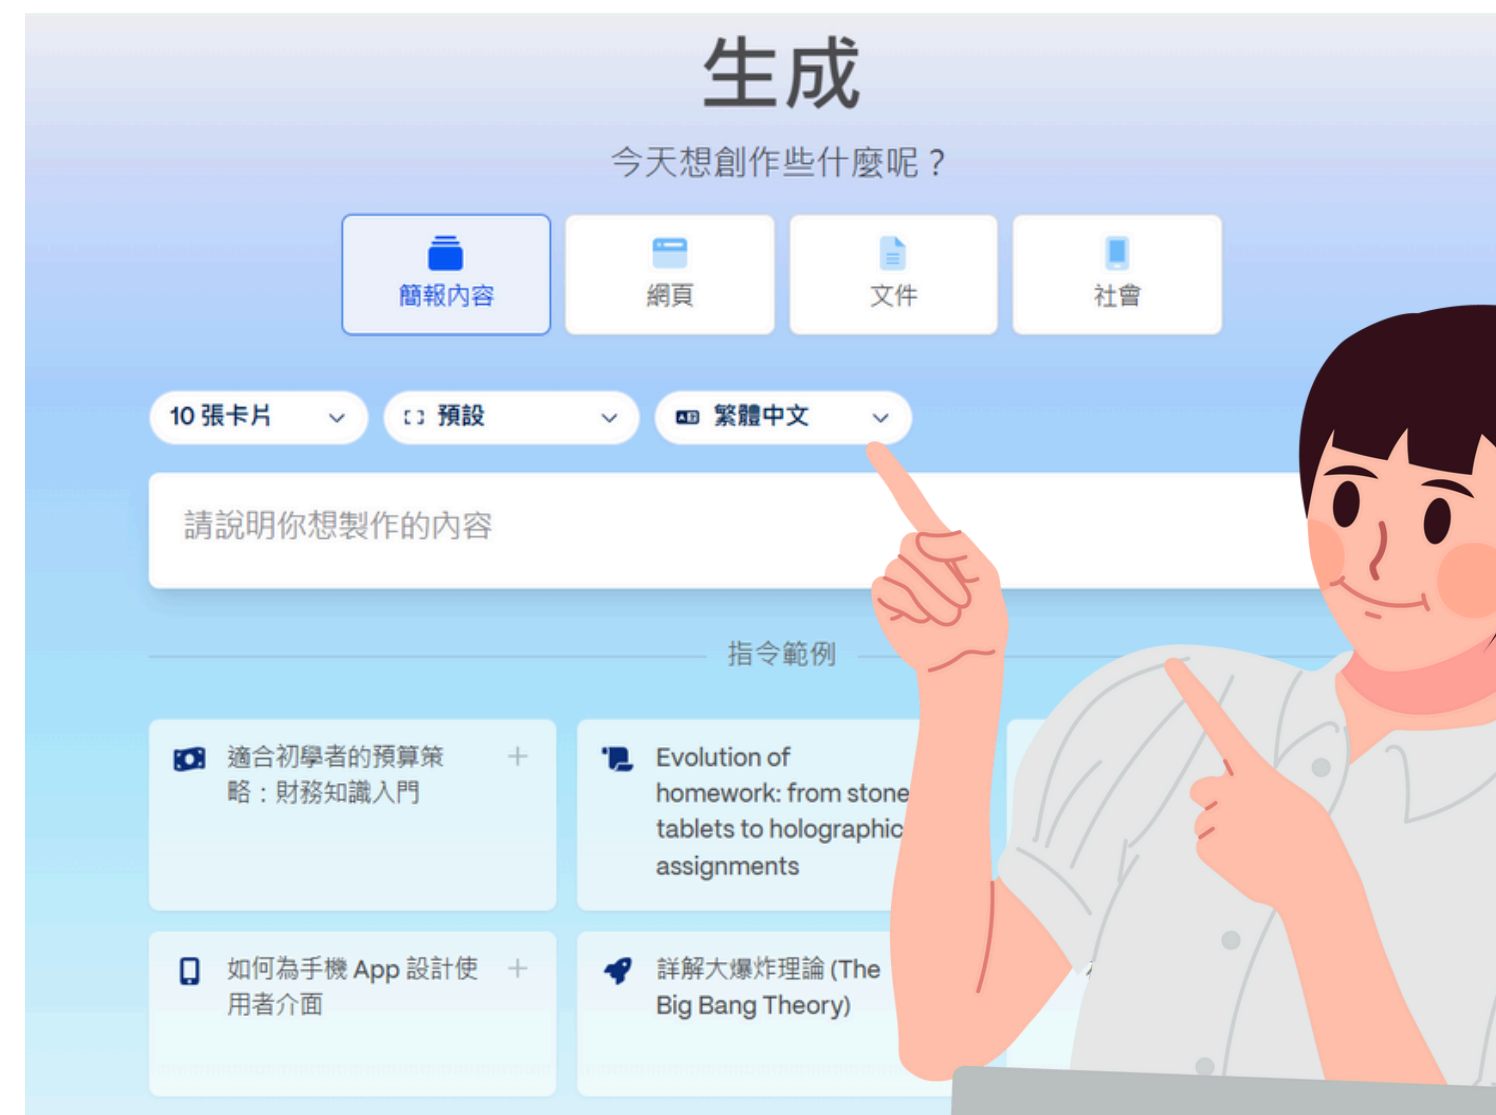 生成
今天想創作些什麼呢？
簡報內容
網頁
文件
社會
10 張卡片
預設
繁體中文
請說明你想製作的內容
指令範例
適合初學者的預算策
略：財務知識入門
Evolution of
homework: from stone
tablets to holographic
assignments
如何為手機 App 設計使
用者介面
詳解大爆炸理論 (The
Big Bang Theory)